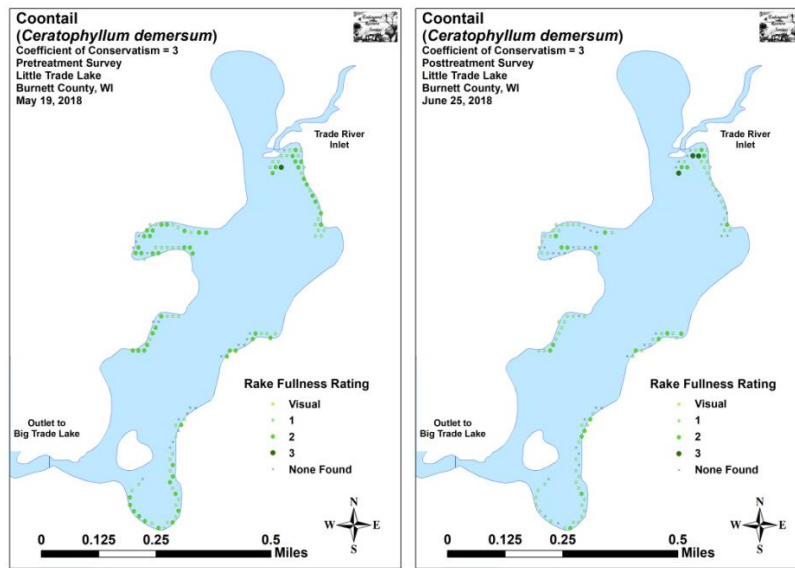 Coontail
(Ceratophyllum demersum)
Coefficient of Conservatism = 3
Pretreatment Survey
Little Trade Lake
Burnett County, WI
May 19, 2018
Trade River
Inlet
Rake Fullness Rating
Visual
1
2
3
None Found
Outlet to
Big Trade Lake
N
W E
S
0 0.125 0.25 0.5
Miles
Coontail
(Ceratophyllum demersum)
Coefficient of Conservatism = 3
Posttreatment Survey
Little Trade Lake
Burnett County, WI
June 25, 2018
Trade River
Inlet
Rake Fullness Rating
Visual
1
2
3
None Found
Outlet to
Big Trade Lake
N
W E
S
0 0.125 0.25 0.5
Miles